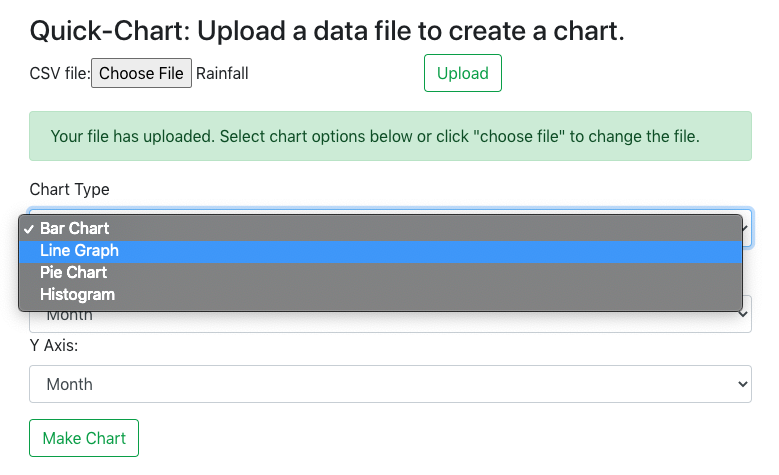 Quick-Chart: Upload a data file to create a chart.
CSV file: Choose File Rainfall Upload
Your file has uploaded. Select chart options below or click "choose file" to change the file.
Chart Type
✓ Bar Chart
Line Graph
Pie Chart
Histogram
Month
Y Axis:
Month
Make Chart